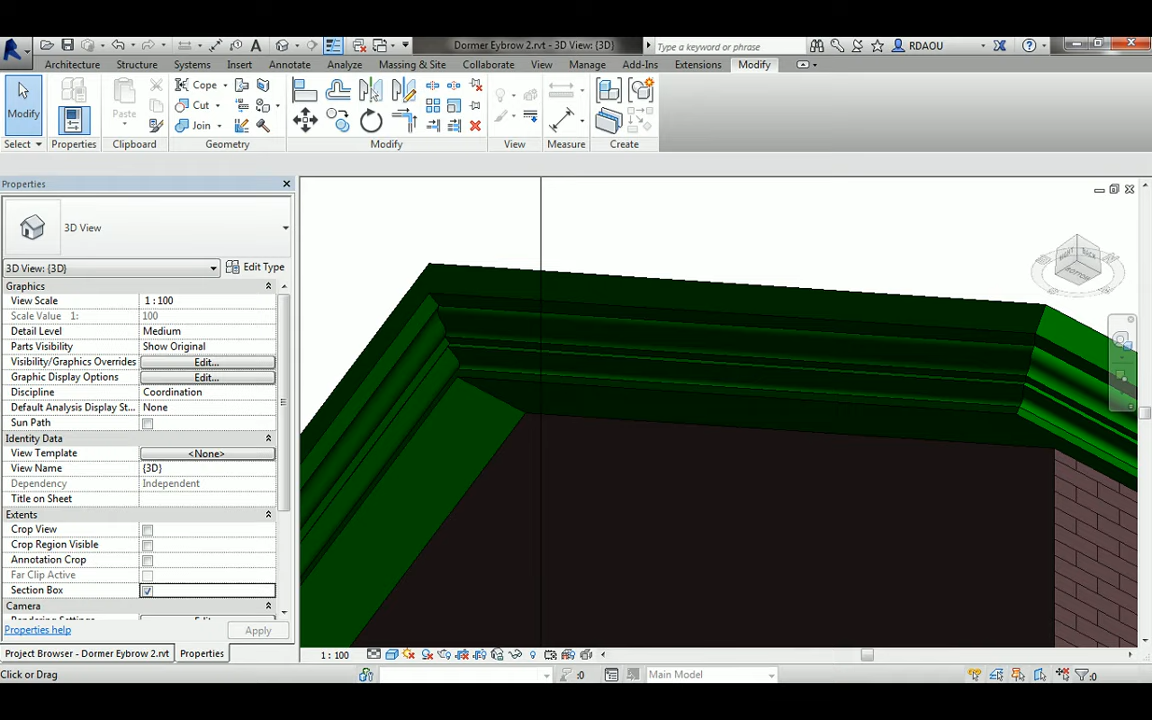 Dormer Eybrow 2.rvt - 3D View: {3D}
Type a keyword or phrase
RDAOU
Architecture Structure Systems Insert Annotate Analyze Massing & Site Collaborate View Manage Add-Ins Extensions Modify
Modify
Paste
Cope
Cut
Join
Select Properties Clipboard Geometry Modify View Measure Create
Properties
3D View
3D View: {3D} Edit Type
Graphics
View Scale 1 : 100
Scale Value 1: 100
Detail Level Medium
Parts Visibility Show Original
Visibility/Graphics Overrides Edit...
Graphic Display Options Edit...
Discipline Coordination
Default Analysis Display St... None
Sun Path
Identity Data
View Template <None>
View Name {3D}
Dependency Independent
Title on Sheet
Extents
Crop View
Crop Region Visible
Annotation Crop
Far Clip Active
Section Box
Camera
Properties help Apply
Project Browser - Dormer Eybrow 2.rvt Properties
1 : 100
Click or Drag
:0
Main Model
:0